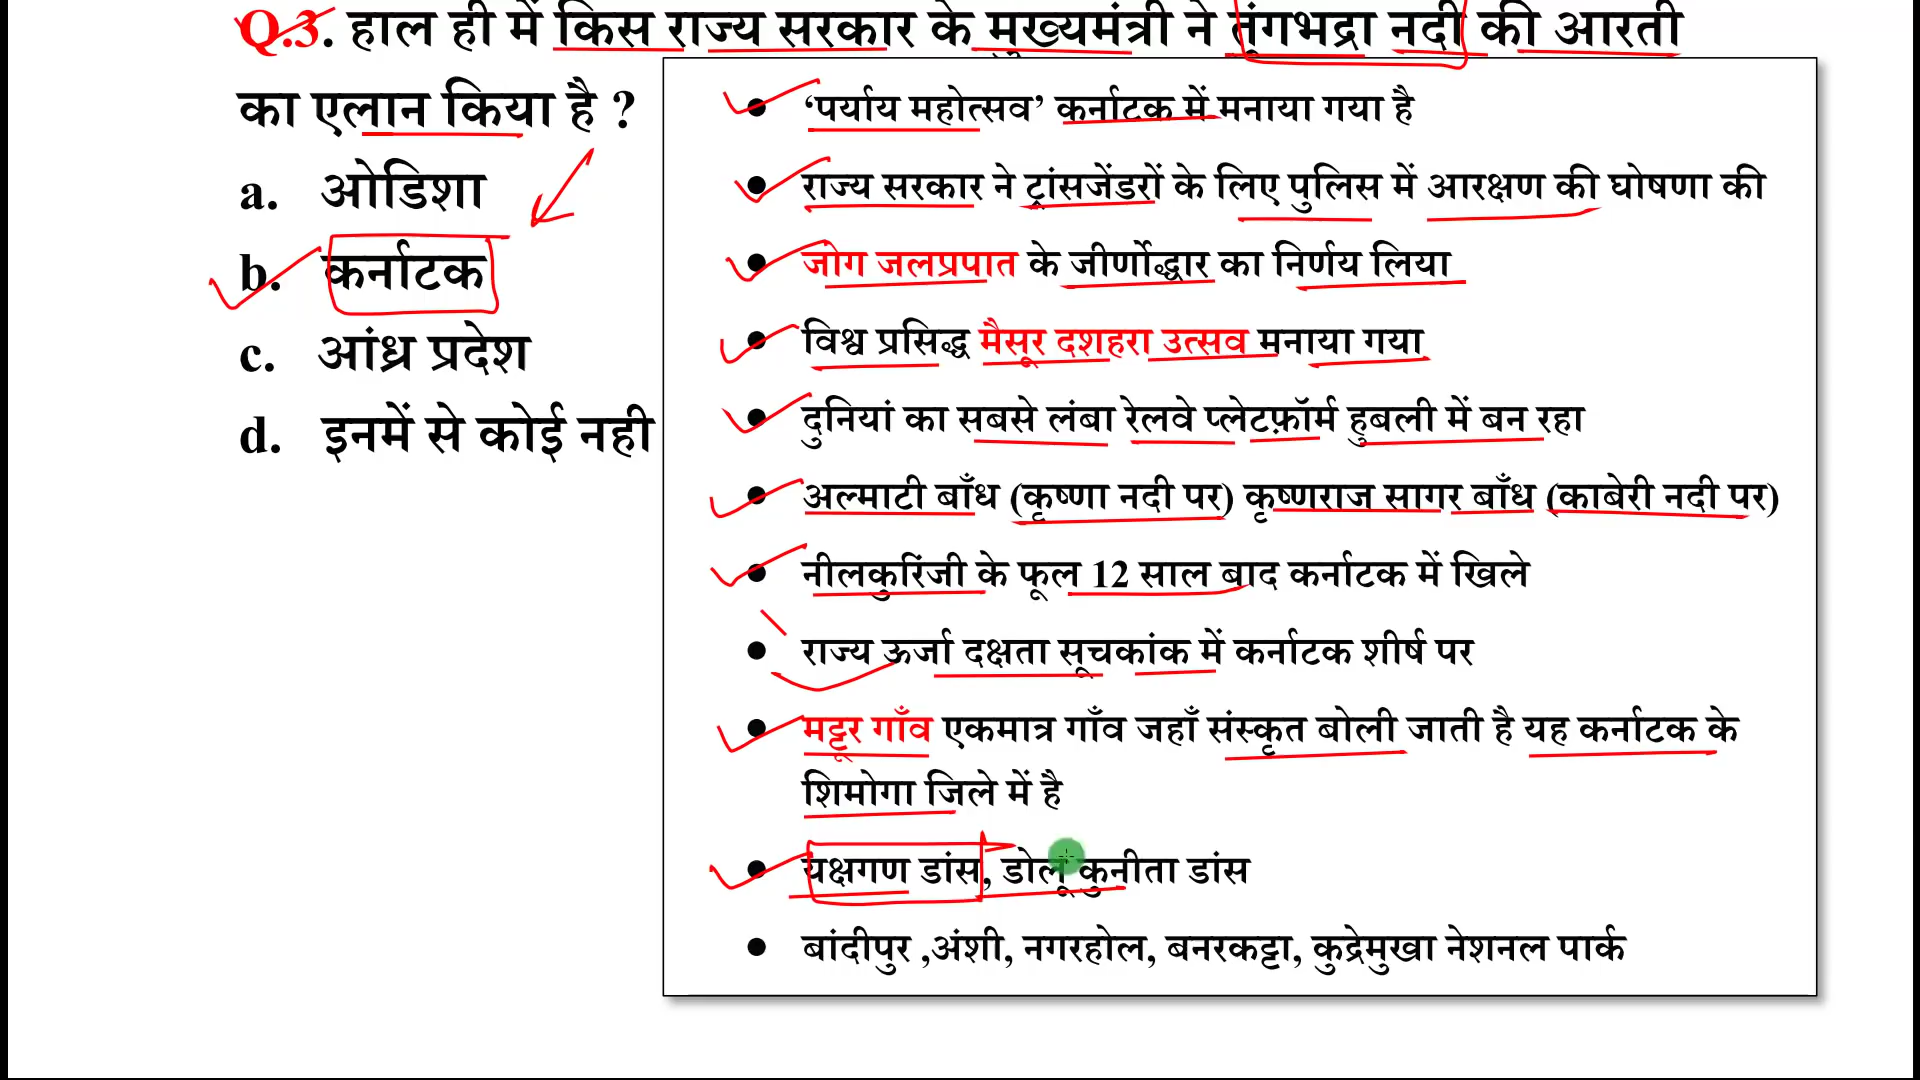 Q.3. हाल ही में किस राज्य सरकार के मुख्यमंत्री ने तुंगभद्रा नदी की आरती
का एलान किया है ?
a. ओडिशा
b. कर्नाटक
c. आंध्र प्रदेश
d. इनमें से कोई नही
• ‘पर्याय महोत्सव’ कर्नाटक में मनाया गया है
• राज्य सरकार ने ट्रांसजेंडरों के लिए पुलिस में आरक्षण की घोषणा की
• जोग जलप्रपात के जीर्णोद्धार का निर्णय लिया
• विश्व प्रसिद्ध मैसूर दशहरा उत्सव मनाया गया
• दुनियां का सबसे लंबा रेलवे प्लेटफ़ॉर्म हुबली में बन रहा
• अल्माटी बाँध (कृष्णा नदी पर) कृष्णराज सागर बाँध (काबेरी नदी पर)
• नीलकुरिंजी के फूल 12 साल बाद कर्नाटक में खिले
• राज्य ऊर्जा दक्षता सूचकांक में कर्नाटक शीर्ष पर
• मट्टूर गाँव एकमात्र गाँव जहाँ संस्कृत बोली जाती है यह कर्नाटक के
शिमोगा जिले में है
• यक्षगण डांस, डोलू कुनीता डांस
• बांदीपुर ,अंशी, नगरहोल, बनरकट्टा, कुद्रेमुखा नेशनल पार्क